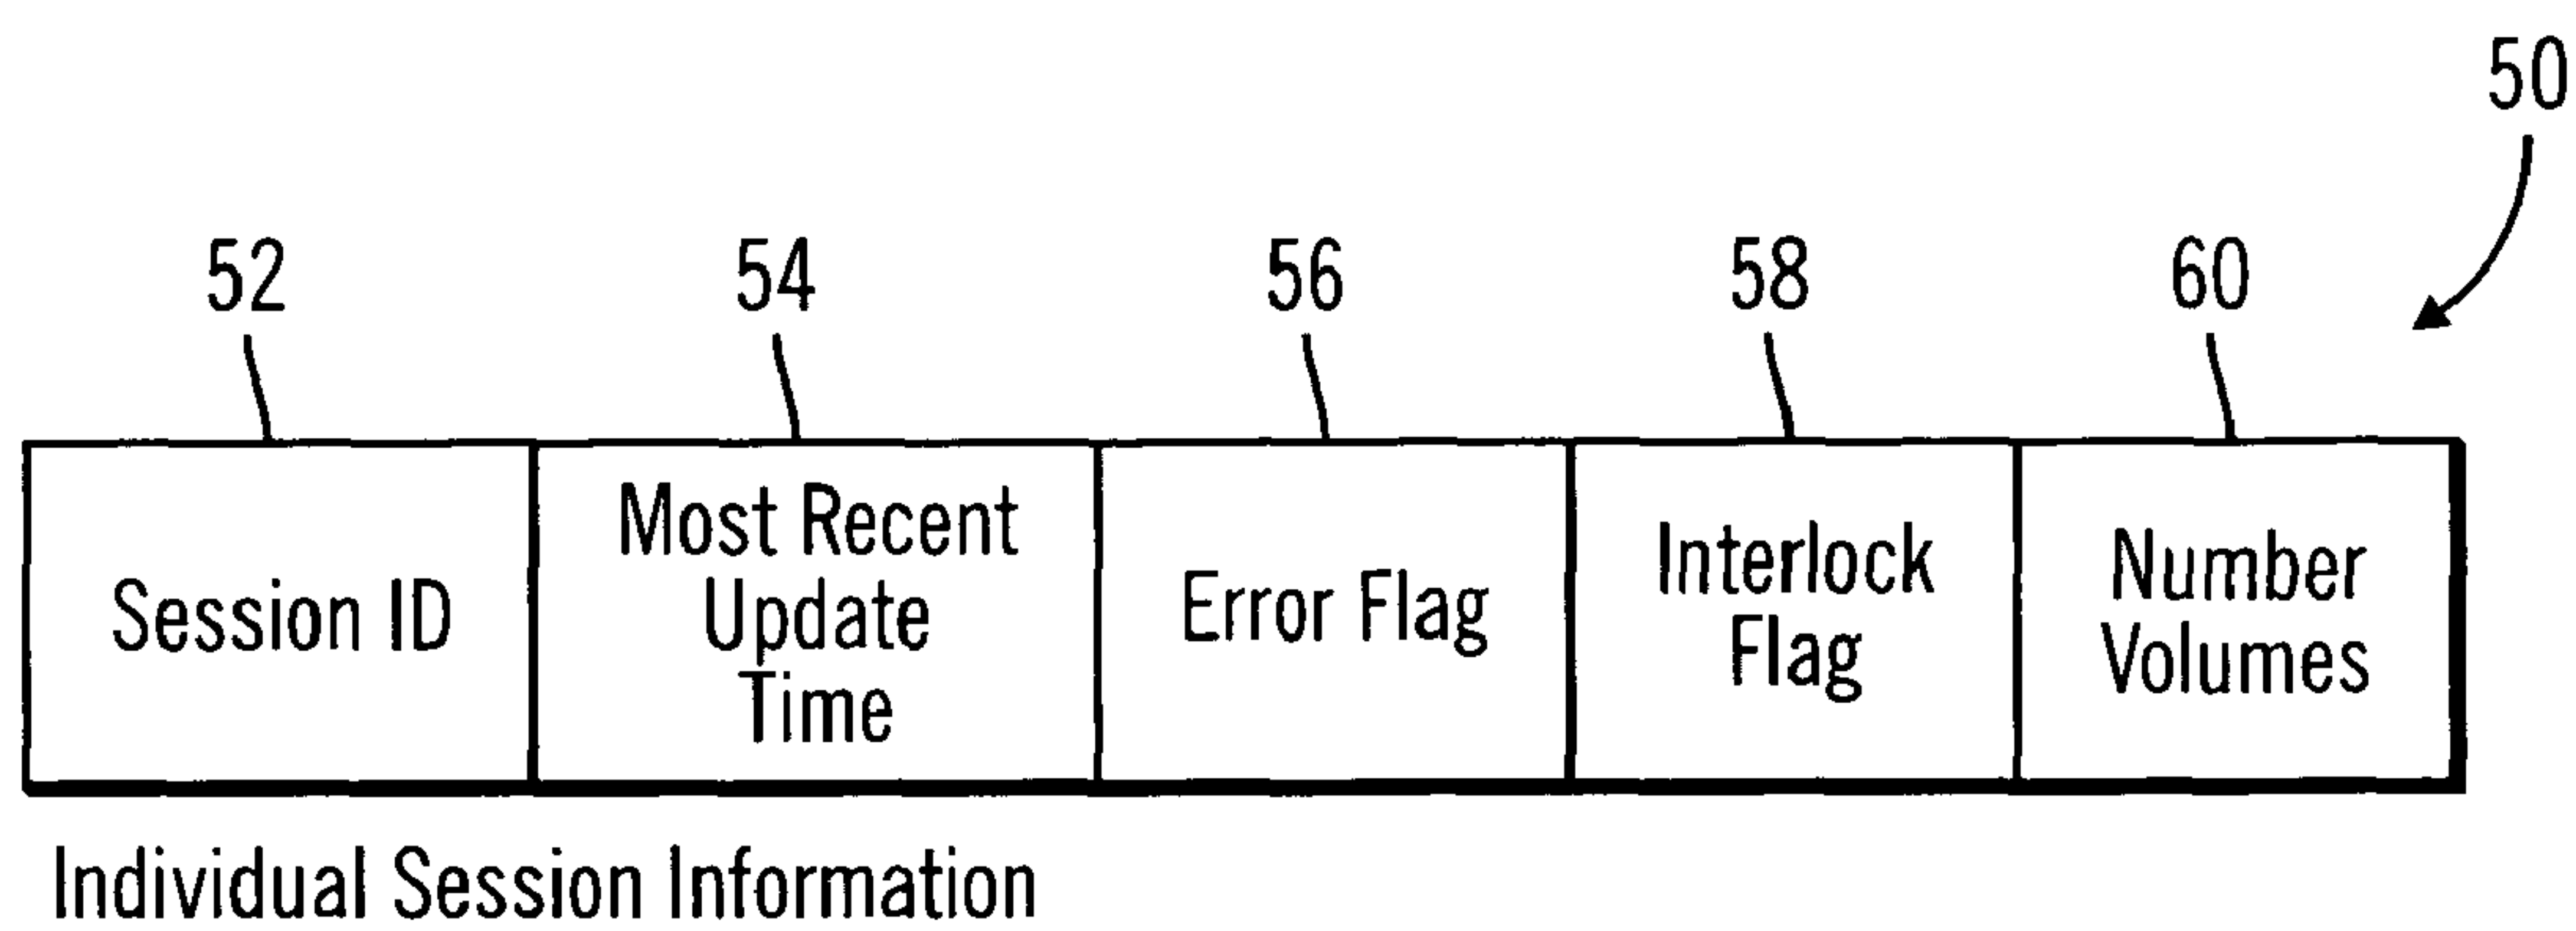 50
52 54 56 58 60
Session ID
Most Recent
Update
Time
Error Flag
Interlock
Flag
Number
Volumes
Individual Session Information